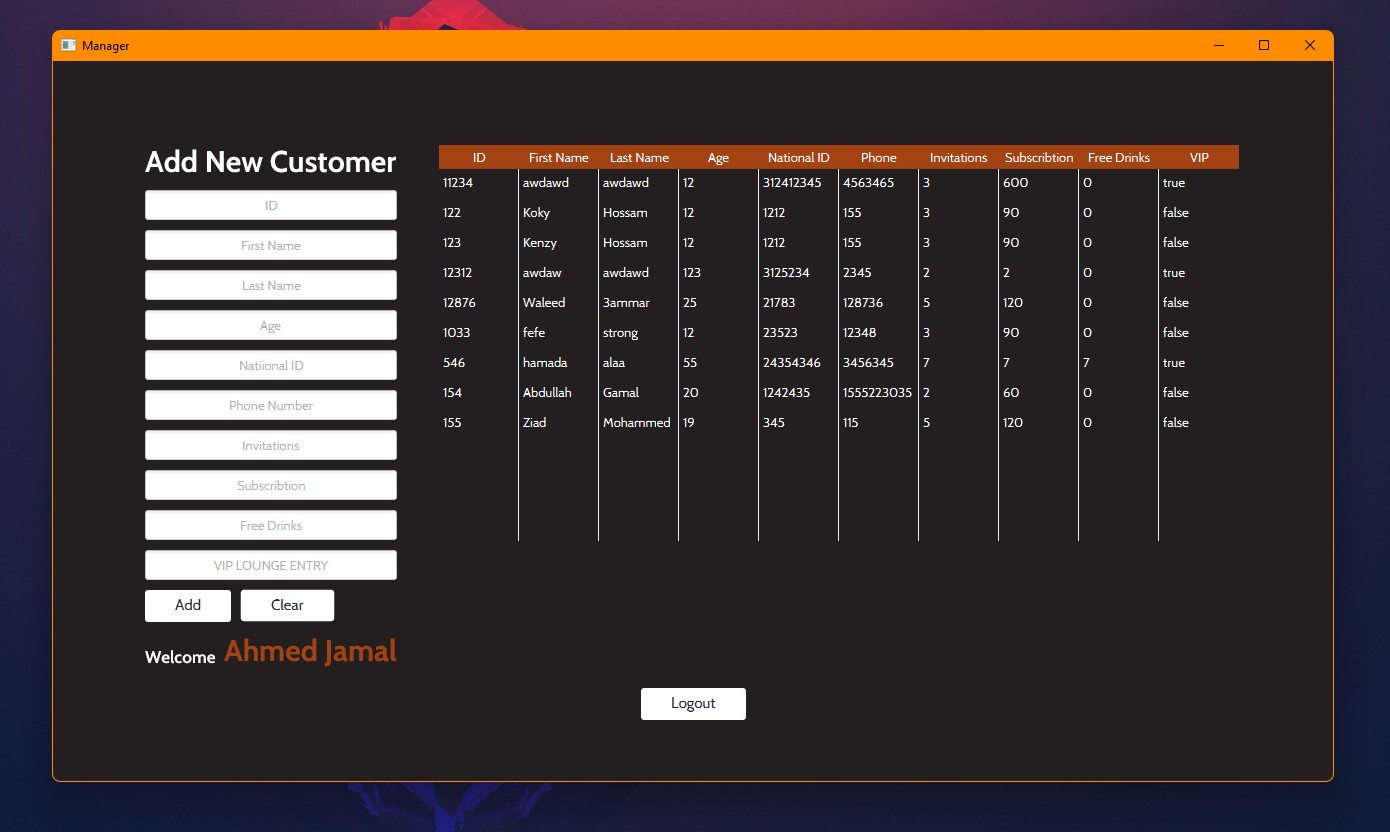 Manager
Add New Customer
ID
First Name
Last Name
Age
Natiional ID
Phone Number
Invitations
Subscribtion
Free Drinks
VIP LOUNGE ENTRY
Add Clear
Welcome Ahmed Jamal
ID First Name Last Name Age National ID Phone Invitations Subscribtion Free Drinks VIP
11234 awdawd awdawd 12 312412345 4563465 3 600 0 true
122 Koky Hossam 12 1212 155 3 90 0 false
123 Kenzy Hossam 12 1212 155 3 90 0 false
12312 awdaw awdawd 123 3125234 2345 2 2 0 true
12876 Waleed 3ammar 25 21783 128736 5 120 0 false
1033 fefe strong 12 23523 12348 3 90 0 false
546 hamada alaa 55 24354346 3456345 7 7 7 true
154 Abdullah Gamal 20 1242435 1555223035 2 60 0 false
155 Ziad Mohammed 19 345 115 5 120 0 false
Logout